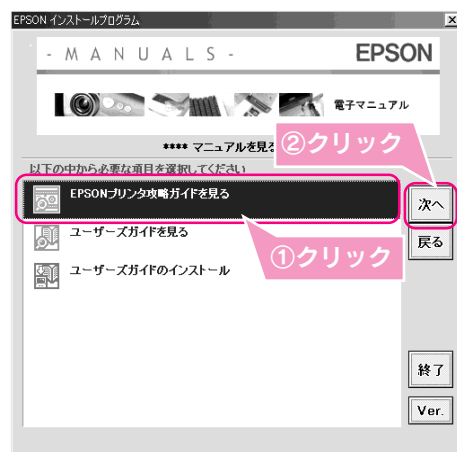 EPSON インストールプログラム
- M A N U A L S -
EPSON
電子マニュアル
**** マニュアルを見る
②クリック
以下の中から必要な項目を選択してください
EPSONプリンタ攻略ガイドを見る
次へ
ユーザーズガイドを見る
戻る
①クリック
ユーザーズガイドのインストール
終了
Ver.